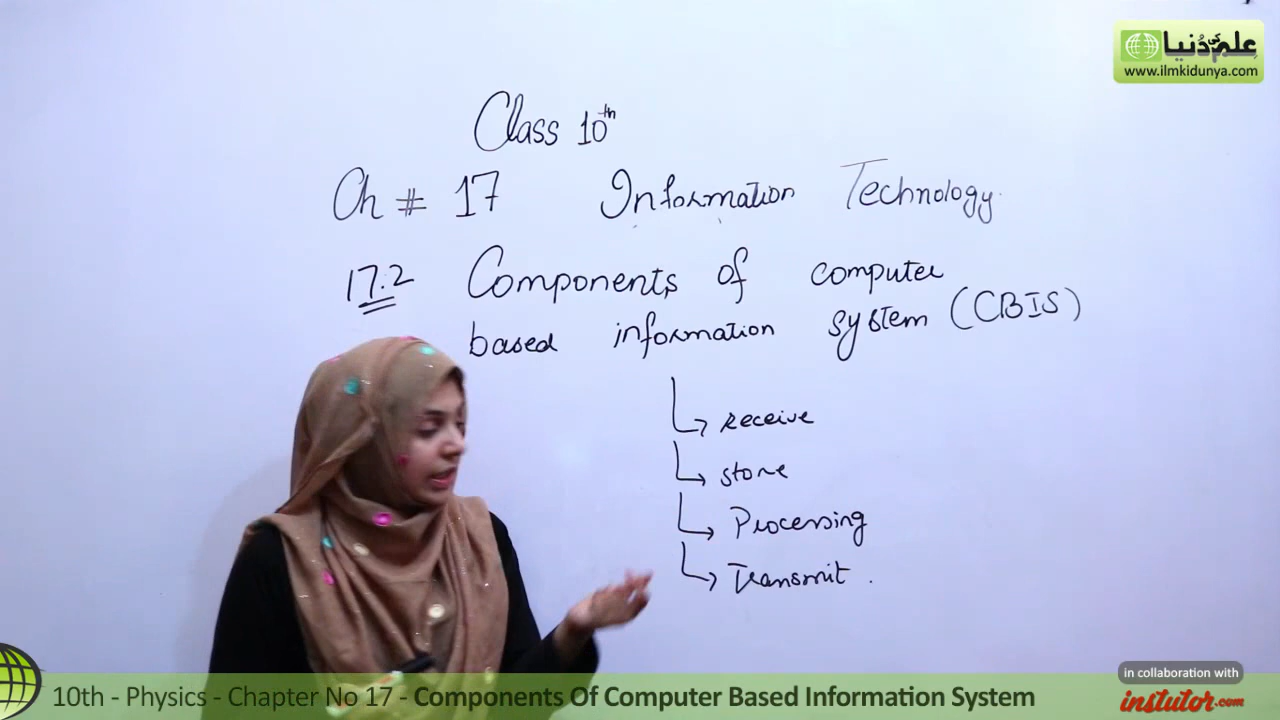 علم کی دُنیا
www.ilmkidunya.com
Class 10th
Ch # 17 Information Technology
17.2 Components of computer
based information system (CBIS)
receive
store
Processing
Transmit.
in collaboration with
instutor.com
10th - Physics - Chapter No 17 - Components Of Computer Based Information System